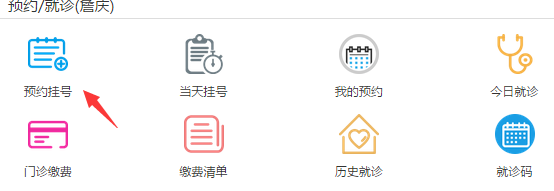 预约/就诊(詹庆)
预约挂号 当天挂号 我的预约 今日就诊
门诊缴费 缴费清单 历史就诊 就诊码